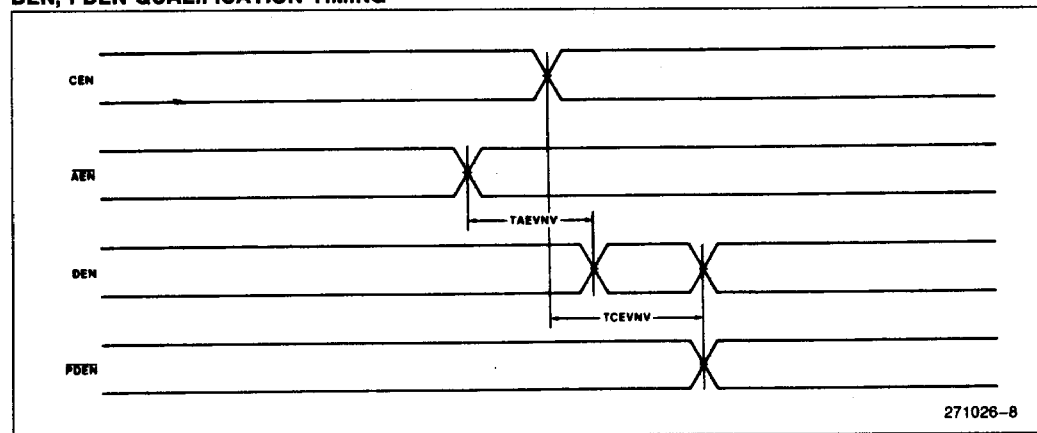 DEN, PDEN QUALIFICATION TIMING
CEN
AEN
TAEVNV
DEN
TCEVNV
PDEN
271026–8